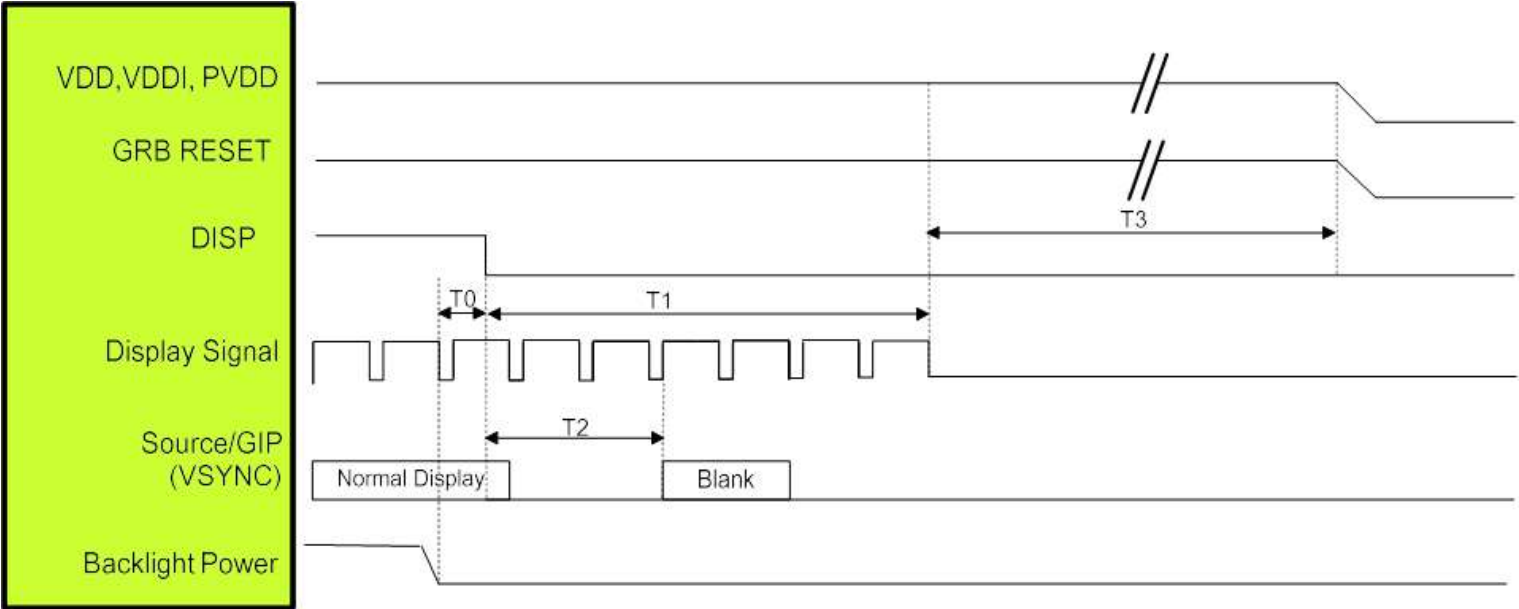 VDD,VDDI, PVDD
GRB RESET
T3
DISP
T0
T1
Display Signal
T2
Source/GIP
(VSYNC)
Normal Display
Blank
Backlight Power